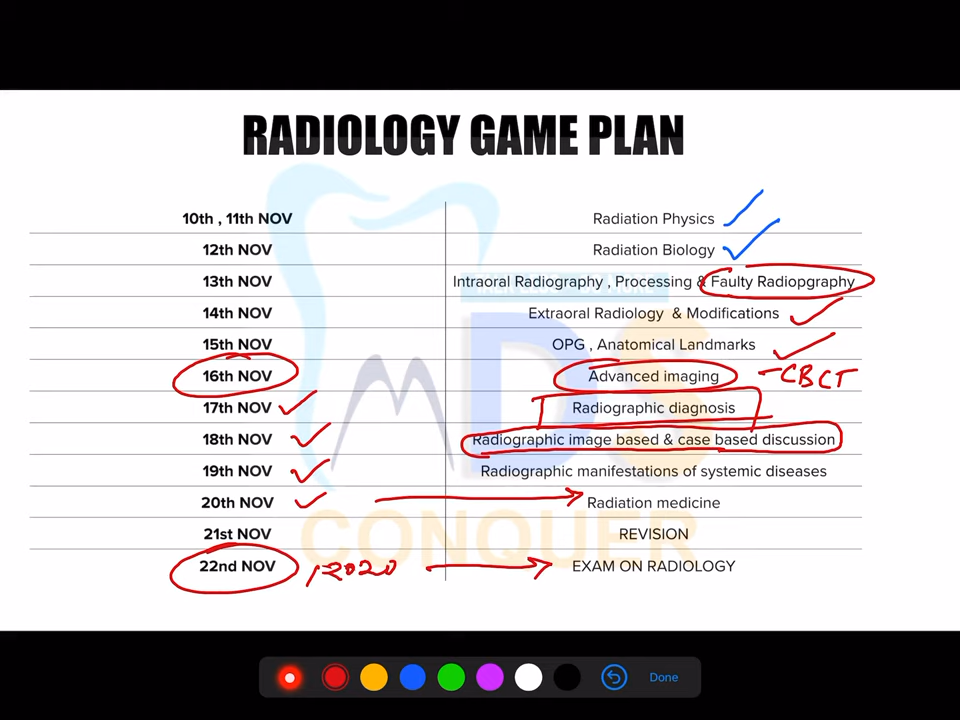 RADIOLOGY GAME PLAN
10th , 11th NOV Radiation Physics
12th NOV Radiation Biology
13th NOV Intraoral Radiography , Processing & Faulty Radiopgraphy
14th NOV Extraoral Radiology & Modifications
15th NOV OPG , Anatomical Landmarks
16th NOV Advanced imaging - CBCT
17th NOV Radiographic diagnosis
18th NOV Radiographic image based & case based discussion
19th NOV Radiographic manifestations of systemic diseases
20th NOV Radiation medicine
21st NOV REVISION
22nd NOV , 2020 EXAM ON RADIOLOGY
MDS
CONQUER
Done